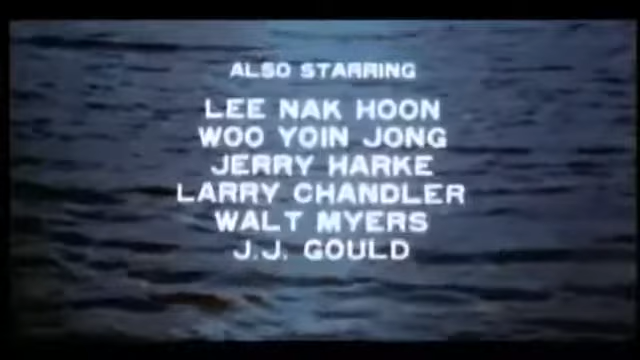 ALSO STARRING
LEE NAK HOON
WOO YOIN JONG
JERRY HARKE
LARRY CHANDLER
WALT MYERS
J.J. GOULD